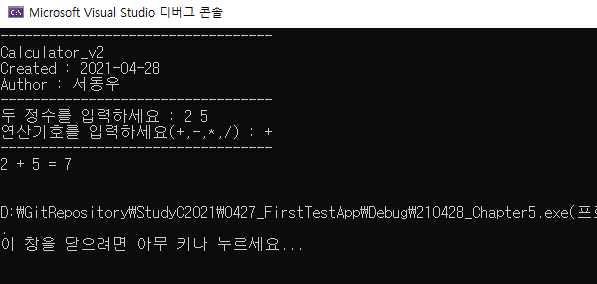 Microsoft Visual Studio 디버그 콘솔
----------------------------------
Calculator_v2
Created : 2021-04-28
Author : 서동우
----------------------------------
두 정수를 입력하세요 : 2 5
연산기호를 입력하세요(+,-,*,/) : +
----------------------------------
2 + 5 = 7
D:₩GitRepository₩StudyC2021₩0427_FirstTestApp₩Debug₩210428_Chapter5.exe(프로
.
이 창을 닫으려면 아무 키나 누르세요...